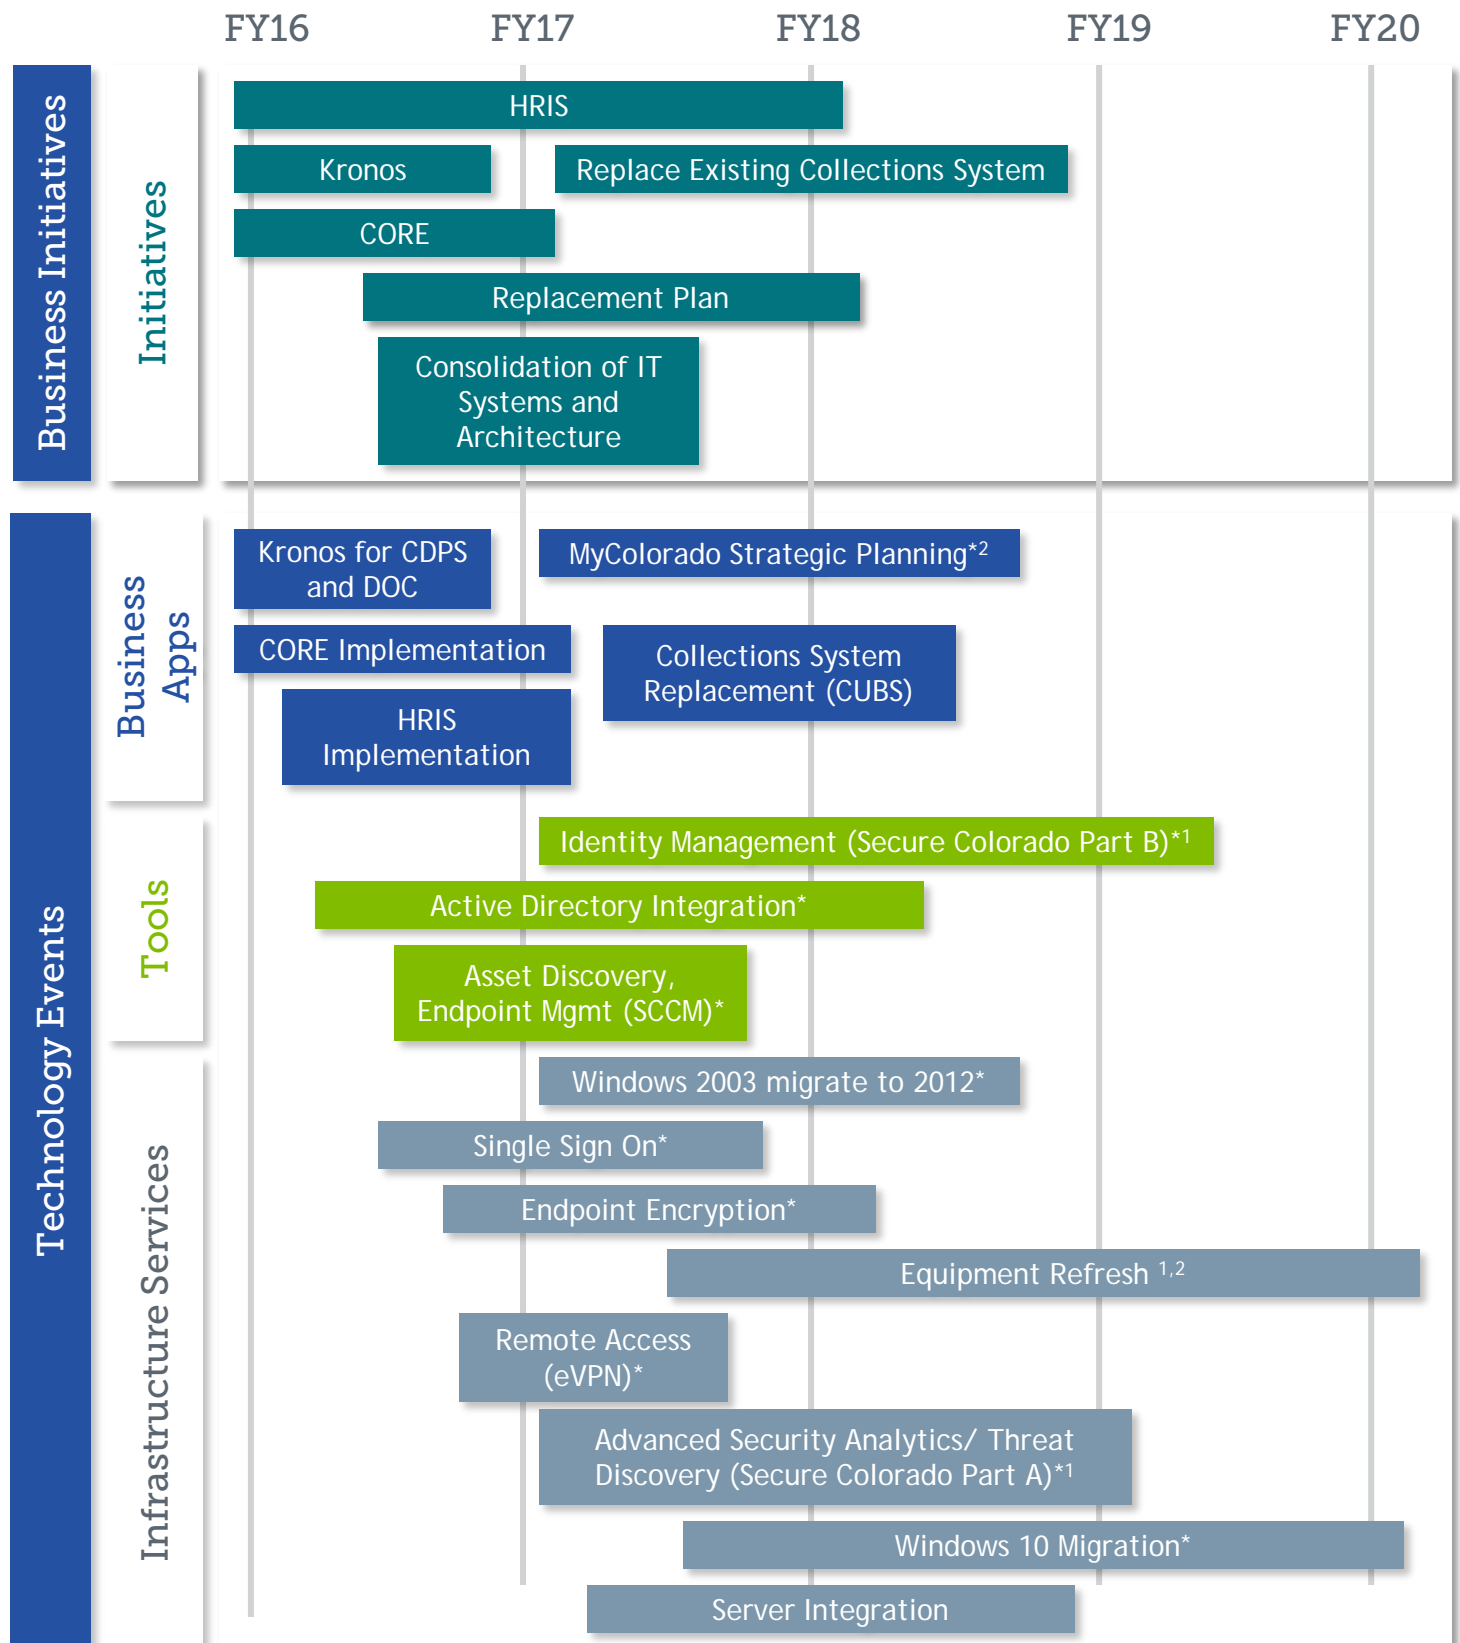 FY16 FY17 FY18 FY19 FY20
Business Initiatives
Initiatives
HRIS
Kronos
Replace Existing Collections System
CORE
Replacement Plan
Consolidation of IT
Systems and
Architecture
Technology Events
Business
Apps
Kronos for CDPS
and DOC
MyColorado Strategic Planning*2
CORE Implementation
Collections System
Replacement (CUBS)
HRIS
Implementation
Tools
Identity Management (Secure Colorado Part B)*1
Active Directory Integration*
Asset Discovery,
Endpoint Mgmt (SCCM)*
Infrastructure Services
Windows 2003 migrate to 2012*
Single Sign On*
Endpoint Encryption*
Equipment Refresh 1,2
Remote Access
(eVPN)*
Advanced Security Analytics/ Threat
Discovery (Secure Colorado Part A)*1
Windows 10 Migration*
Server Integration